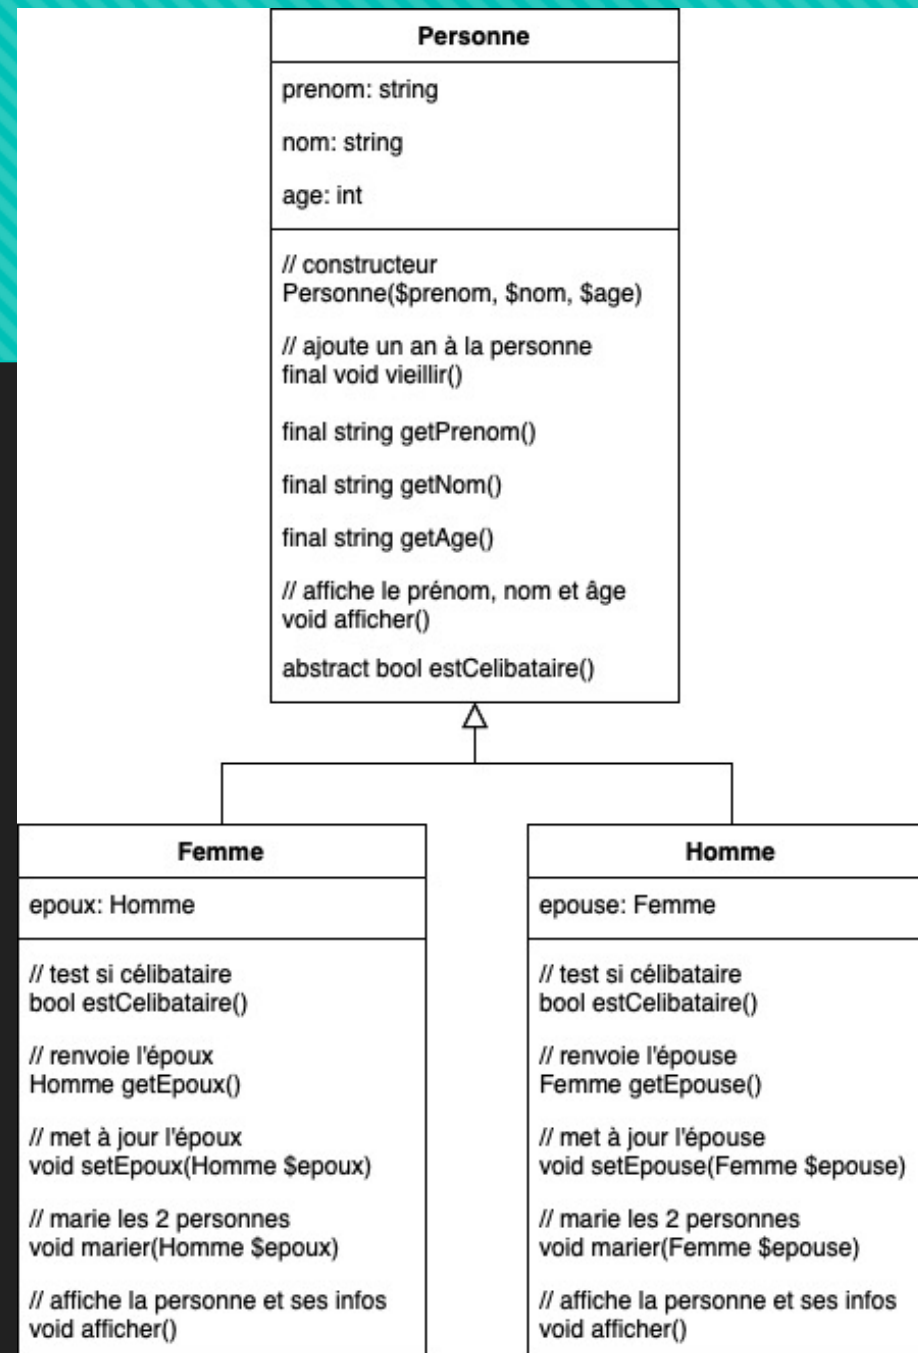 Personne
prenom: string
nom: string
age: int
// constructeur
Personne($prenom, $nom, $age)
// ajoute un an à la personne
final void vieillir()
final string getPrenom()
final string getNom()
final string getAge()
// affiche le prénom, nom et âge
void afficher()
abstract bool estCelibataire()
Femme
epoux: Homme
// test si célibataire
bool estCelibataire()
// renvoie l'époux
Homme getEpoux()
// met à jour l'époux
void setEpoux(Homme $epoux)
// marie les 2 personnes
void marier(Homme $epoux)
// affiche la personne et ses infos
void afficher()
Homme
epouse: Femme
// test si célibataire
bool estCelibataire()
// renvoie l'épouse
Femme getEpouse()
// met à jour l'épouse
void setEpouse(Femme $epouse)
// marie les 2 personnes
void marier(Femme $epouse)
// affiche la personne et ses infos
void afficher()